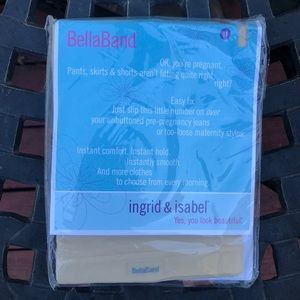 BellaBand
OK, you're pregnant.
Pants, skirts & shorts aren't fitting quite right,
right?
Easy fix.
Just slip this little number on over
your unbuttoned pre-pregnancy jeans
or too-loose maternity styles.
Instant comfort. Instant hold.
Instantly smooth.
And more clothes
to choose from every morning.
ingrid & isabel
Yes, you look beautiful.
BellaBand